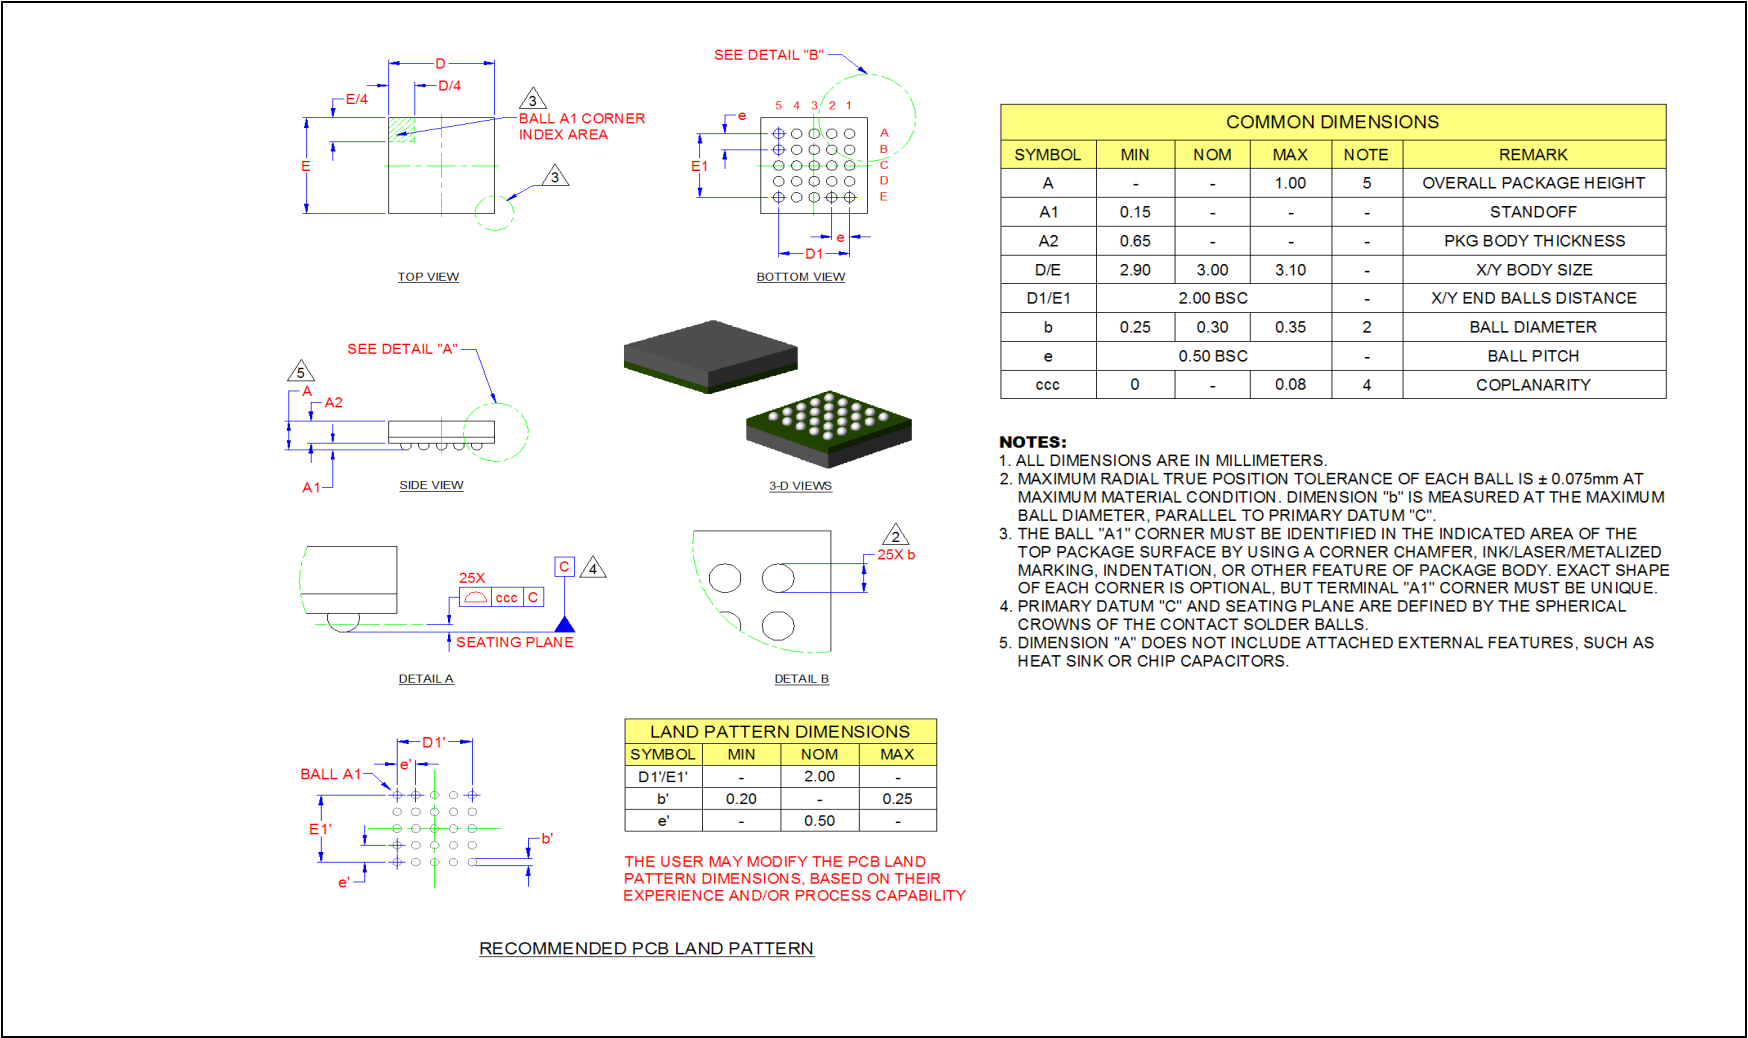 D
D/4
E/4
3
BALL A1 CORNER
INDEX AREA
E
3
TOP VIEW
SEE DETAIL "B"
5 4 3 2 1
e
A
B
C
D
E
E1
e
D1
BOTTOM VIEW
SEE DETAIL "A"
5
A
A2
A1
SIDE VIEW
3-D VIEWS
25X
ccc C
C
4
SEATING PLANE
DETAIL A
2
25X b
DETAIL B
D1'
e'
BALL A1
E1'
e'
b'
LAND PATTERN DIMENSIONS
SYMBOL MIN NOM MAX
D1'/E1' - 2.00 -
b' 0.20 - 0.25
e' - 0.50 -
THE USER MAY MODIFY THE PCB LAND
PATTERN DIMENSIONS, BASED ON THEIR
EXPERIENCE AND/OR PROCESS CAPABILITY
RECOMMENDED PCB LAND PATTERN
COMMON DIMENSIONS
SYMBOL MIN NOM MAX NOTE REMARK
A - - 1.00 5 OVERALL PACKAGE HEIGHT
A1 0.15 - - - STANDOFF
A2 0.65 - - - PKG BODY THICKNESS
D/E 2.90 3.00 3.10 - X/Y BODY SIZE
D1/E1 2.00 BSC - X/Y END BALLS DISTANCE
b 0.25 0.30 0.35 2 BALL DIAMETER
e 0.50 BSC - BALL PITCH
ccc 0 - 0.08 4 COPLANARITY
NOTES:
1. ALL DIMENSIONS ARE IN MILLIMETERS.
2. MAXIMUM RADIAL TRUE POSITION TOLERANCE OF EACH BALL IS ± 0.075mm AT
MAXIMUM MATERIAL CONDITION. DIMENSION "b" IS MEASURED AT THE MAXIMUM
BALL DIAMETER, PARALLEL TO PRIMARY DATUM "C".
3. THE BALL "A1" CORNER MUST BE IDENTIFIED IN THE INDICATED AREA OF THE
TOP PACKAGE SURFACE BY USING A CORNER CHAMFER, INK/LASER/METALIZED
MARKING, INDENTATION, OR OTHER FEATURE OF PACKAGE BODY. EXACT SHAPE
OF EACH CORNER IS OPTIONAL, BUT TERMINAL "A1" CORNER MUST BE UNIQUE.
4. PRIMARY DATUM "C" AND SEATING PLANE ARE DEFINED BY THE SPHERICAL
CROWNS OF THE CONTACT SOLDER BALLS.
5. DIMENSION "A" DOES NOT INCLUDE ATTACHED EXTERNAL FEATURES, SUCH AS
HEAT SINK OR CHIP CAPACITORS.